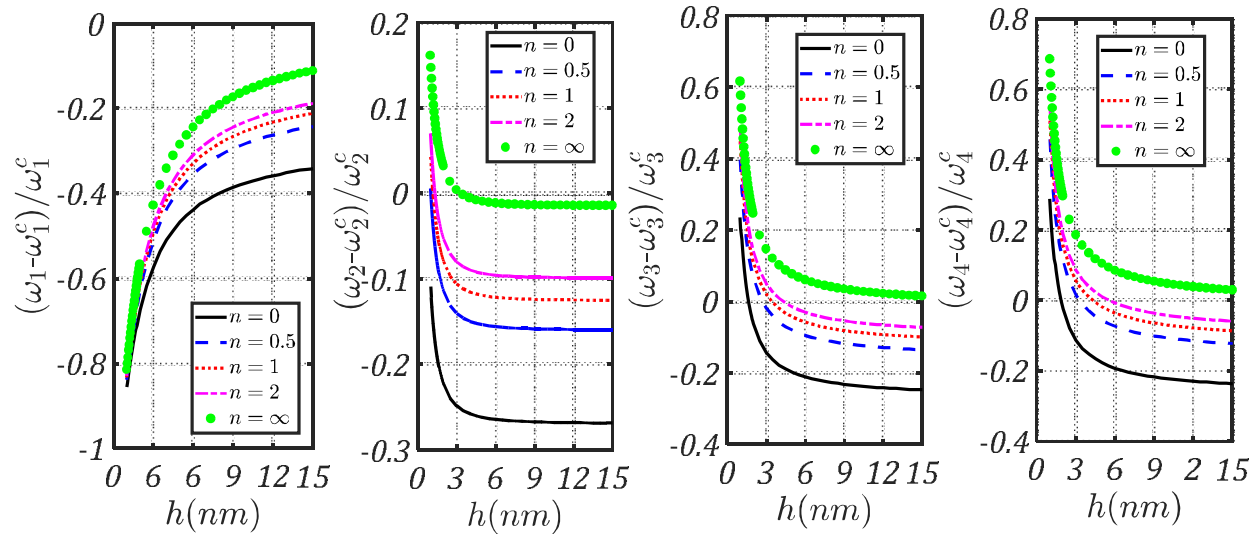 (ω₁-ω₁ᶜ)/ω₁ᶜ
0
-0.2
-0.4
-0.6
-0.8
-1
n = 0
n = 0.5
n = 1
n = 2
n = ∞
0 3 6 9 12 15
h(nm)
(ω₂-ω₂ᶜ)/ω₂ᶜ
0.2
0.1
0
-0.1
-0.2
-0.3
n = 0
n = 0.5
n = 1
n = 2
n = ∞
0 3 6 9 12 15
h(nm)
(ω₃-ω₃ᶜ)/ω₃ᶜ
0.8
0.6
0.4
0.2
0
-0.2
-0.4
n = 0
n = 0.5
n = 1
n = 2
n = ∞
0 3 6 9 12 15
h(nm)
(ω₄-ω₄ᶜ)/ω₄ᶜ
0.8
0.6
0.4
0.2
0
-0.2
-0.4
n = 0
n = 0.5
n = 1
n = 2
n = ∞
0 3 6 9 2 15
h(nm)